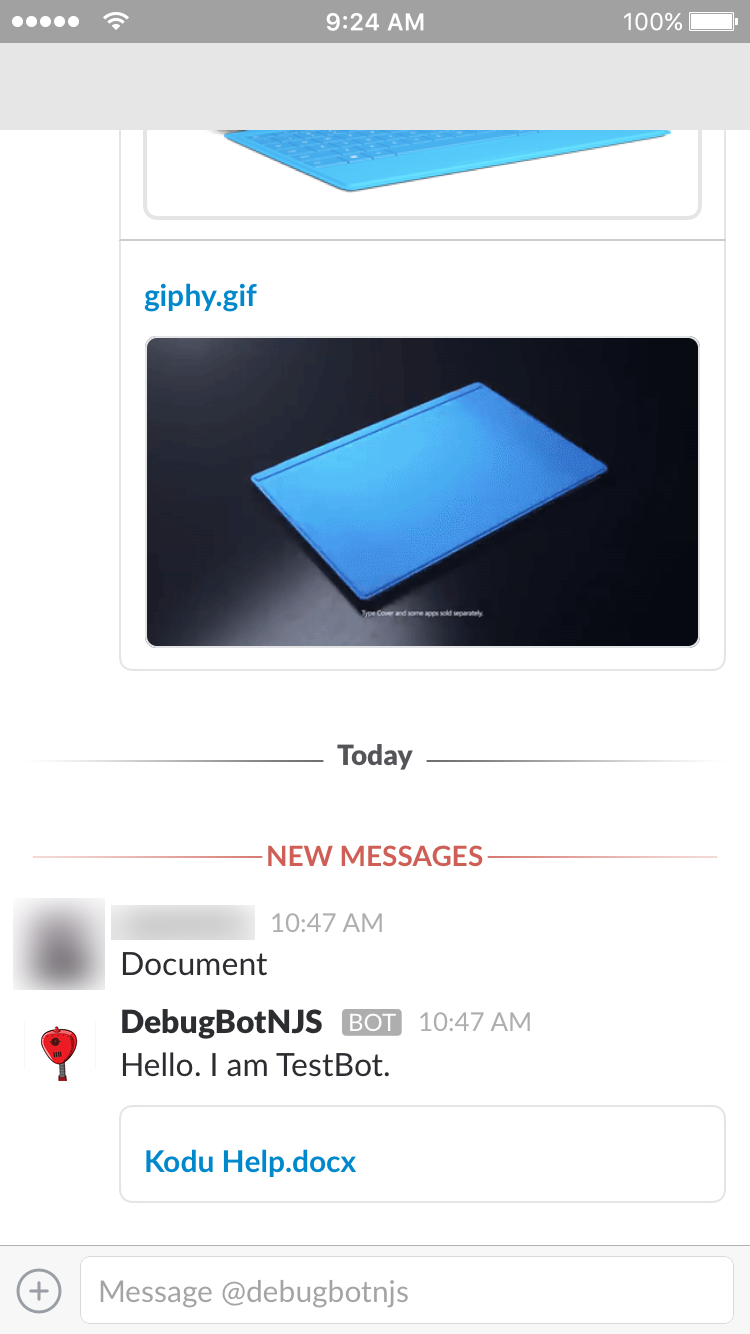 9:24 AM
100%
giphy.gif
Type Cover and some apps sold separately.
Today
NEW MESSAGES
10:47 AM
Document
DebugBotNJS BOT 10:47 AM
Hello. I am TestBot.
Kodu Help.docx
Message @debugbotnjs